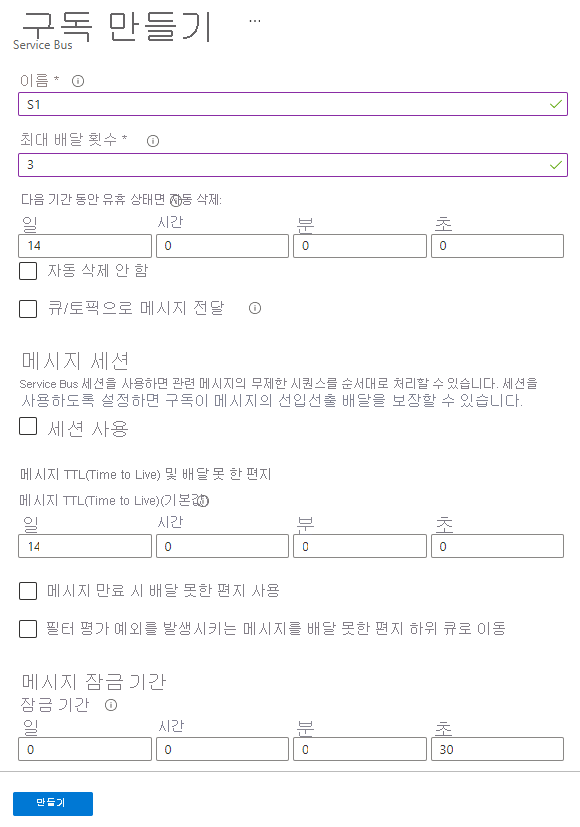 구독 만들기 ...
Service Bus
이름 *
S1
최대 배달 횟수 *
3
다음 기간 동안 유휴 상태면 자동 삭제:
일 시간 분 초
14 0 0 0
자동 삭제 안 함
큐/토픽으로 메시지 전달
메시지 세션
Service Bus 세션을 사용하면 관련 메시지의 무제한 시퀀스를 순서대로 처리할 수 있습니다. 세션을
사용하도록 설정하면 구독이 메시지의 선입선출 배달을 보장할 수 있습니다.
세션 사용
메시지 TTL(Time to Live) 및 배달 못 한 편지
메시지 TTL(Time to Live)(기본값)
일 시간 분 초
14 0 0 0
메시지 만료 시 배달 못한 편지 사용
필터 평가 예외를 발생시키는 메시지를 배달 못한 편지 하위 큐로 이동
메시지 잠금 기간
잠금 기간
일 시간 분 초
0 0 0 30
만들기